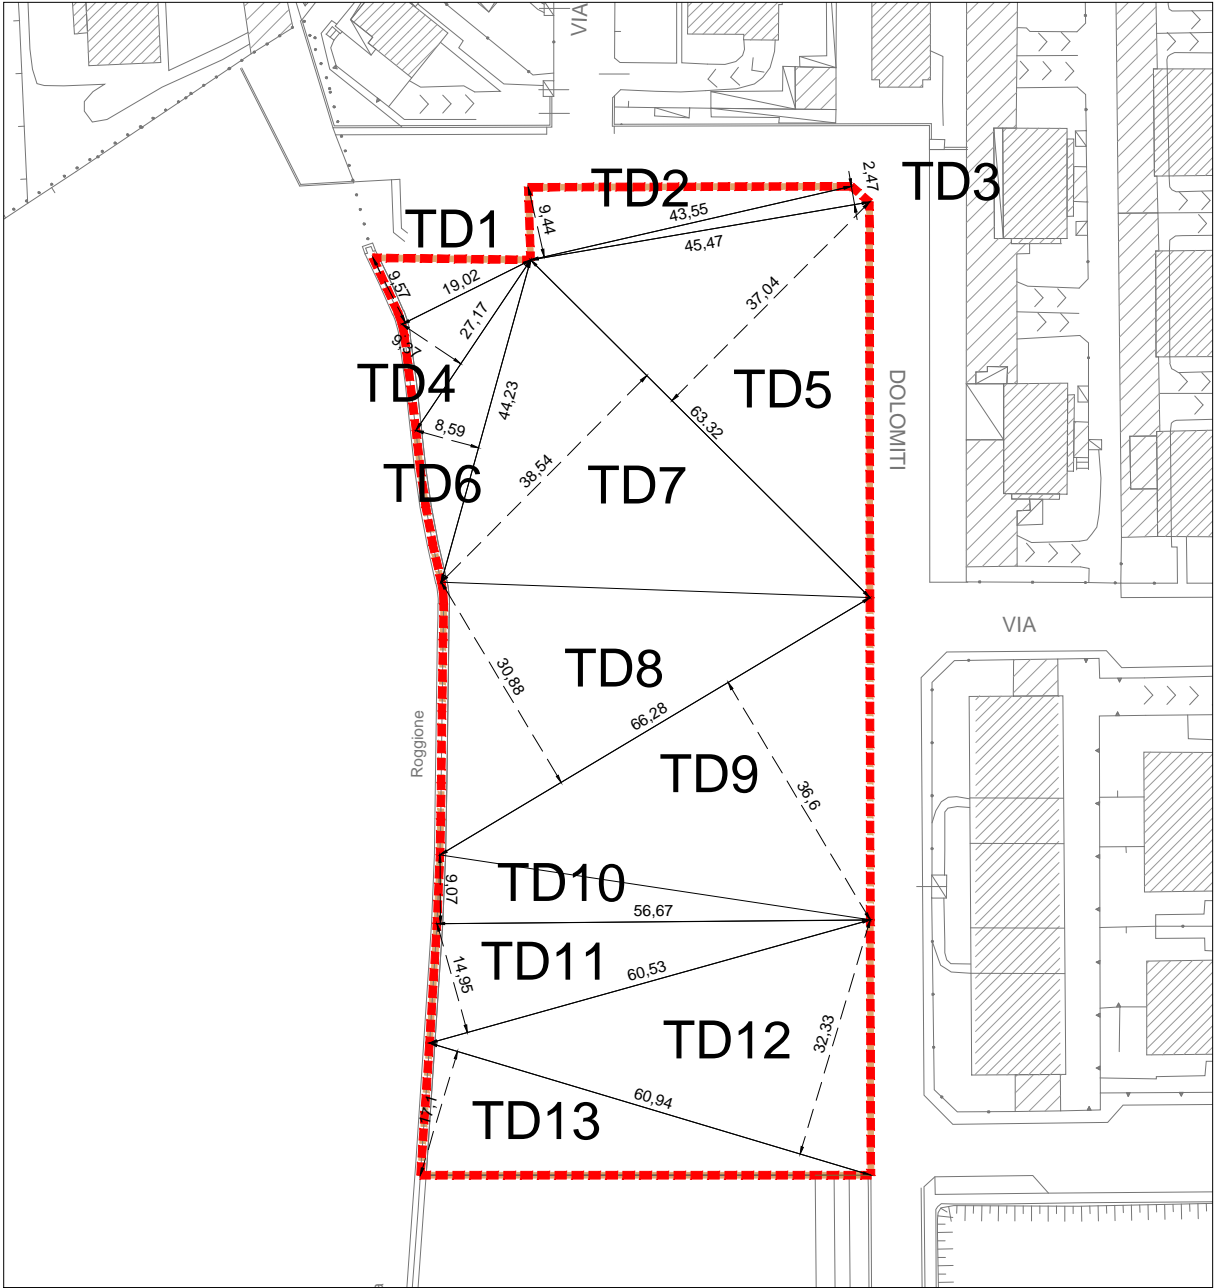 VIA
TD2
2,47
TD3
TD1
9,44
43,55
45,47
9,57
19,02
27,17
37,04
9,37
TD4
44,23
TD5
DOLOMITI
63,32
8,59
38,54
TD6
TD7
VIA
TD8
30,88
66,28
Roggione
TD9
36,6
TD10
9,07
56,67
TD11
14,95
60,53
TD12
32,33
60,94
TD13